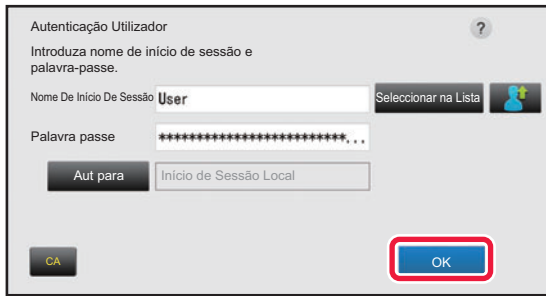 Autenticação Utilizador
?
Introduza nome de início de sessão e
palavra-passe.
Nome De Início De Sessão User Seleccionar na Lista
Palavra passe *************************...
Aut para Início de Sessão Local
CA OK